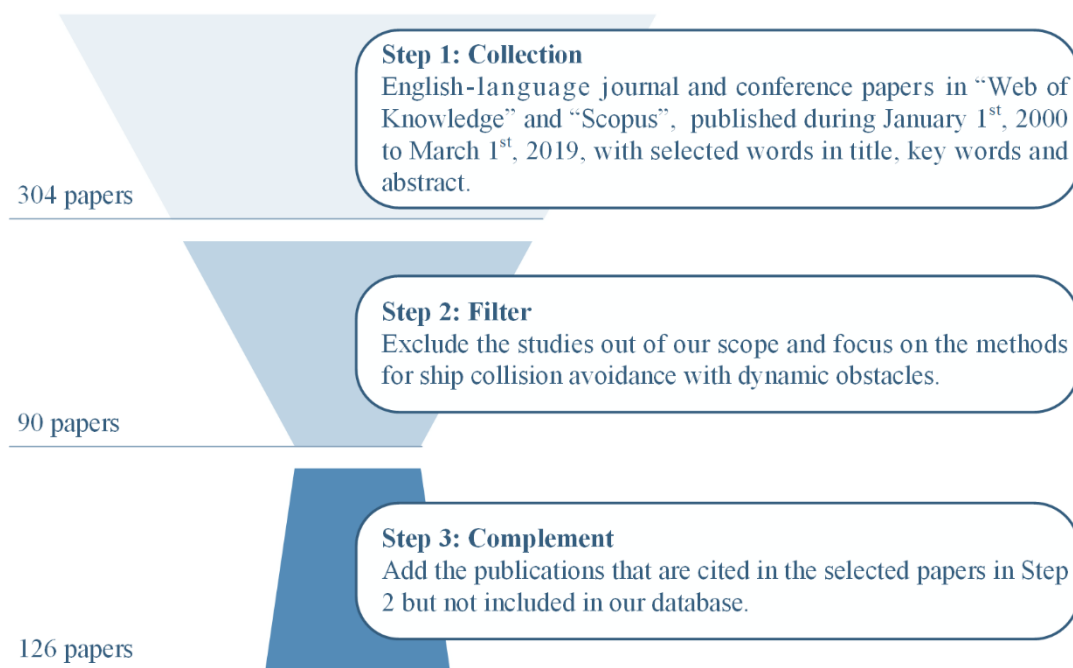 Step 1: Collection
English-language journal and conference papers in “Web of
Knowledge” and “Scopus”, published during January 1st, 2000
to March 1st, 2019, with selected words in title, key words and
abstract.
304 papers
Step 2: Filter
Exclude the studies out of our scope and focus on the methods
for ship collision avoidance with dynamic obstacles.
90 papers
Step 3: Complement
Add the publications that are cited in the selected papers in Step
2 but not included in our database.
126 papers